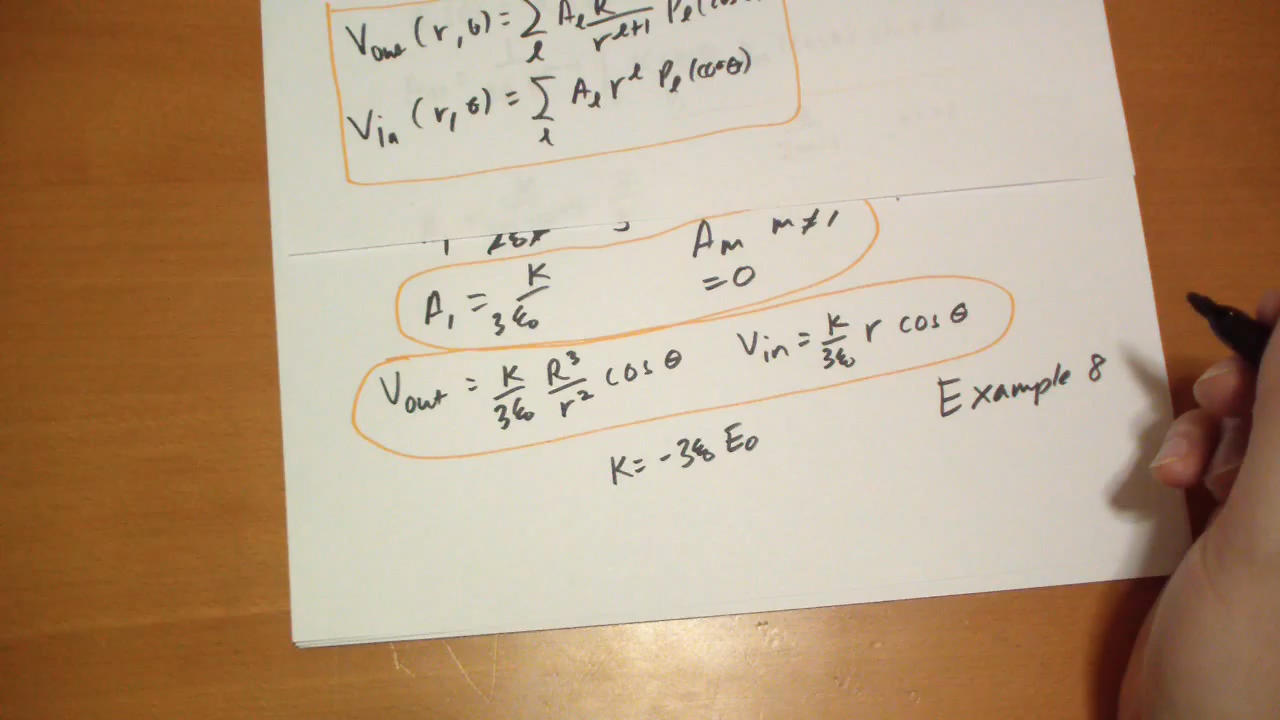 V_out (r, θ) = Σ_l A_l R / r^{l+1} P_l (cos
V_in (r, θ) = Σ_l A_l r^l P_l (cos θ)
A_1 = K / 3ε_0 A_m m ≠ 1 = 0
V_out = K / 3ε_0 R^3 / r^2 cos θ V_in = K / 3ε_0 r cos θ
Example 8
K = -3ε_0 E_0